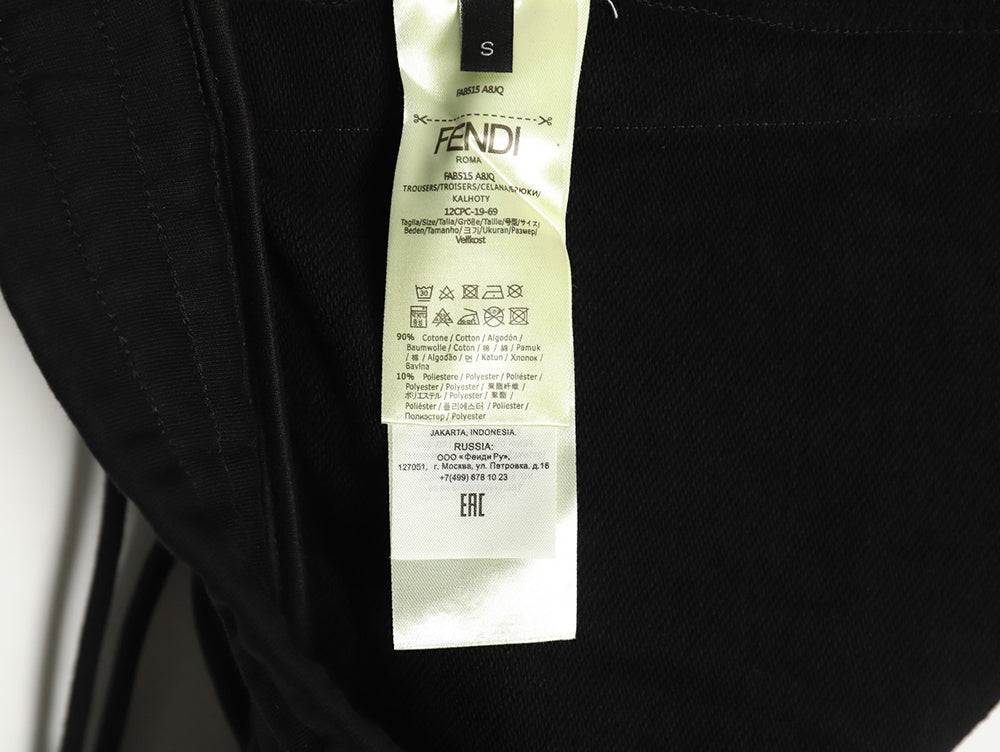 S
FAB515 A8JQ
FENDI
ROMA
FAB515 A8JQ
TROUSERS/TROISERS/CELANA/БРЮКИ/
KALHOTY
12CPC-19-69
Taglia/Size/Talla/Größe/Taille/号型/サイズ/
Beden/Tamanho/크기/Ukuran/Размер/
Velfkost
30
90% Cotone / Cotton / Algodón /
Baumwolle / Coton / 棉 / 綿 / Pamuk
/ 棉 / Algodão / 면 / Katun / Хлопок /
Bavlna
10% Poliestere / Polyester / Poliéster /
Polyester / Polyester / 聚酯纤维 /
ポリエステル / Polyester / 聚酯 /
Poliéster / 폴리에스터 / Poliester /
Полиэстер / Polyester
JAKARTA, INDONESIA.
RUSSIA:
ООО «Фенди Ру»,
127051, г. Москва, ул. Петровка, д.16
+7(499) 678 10 23
EAC